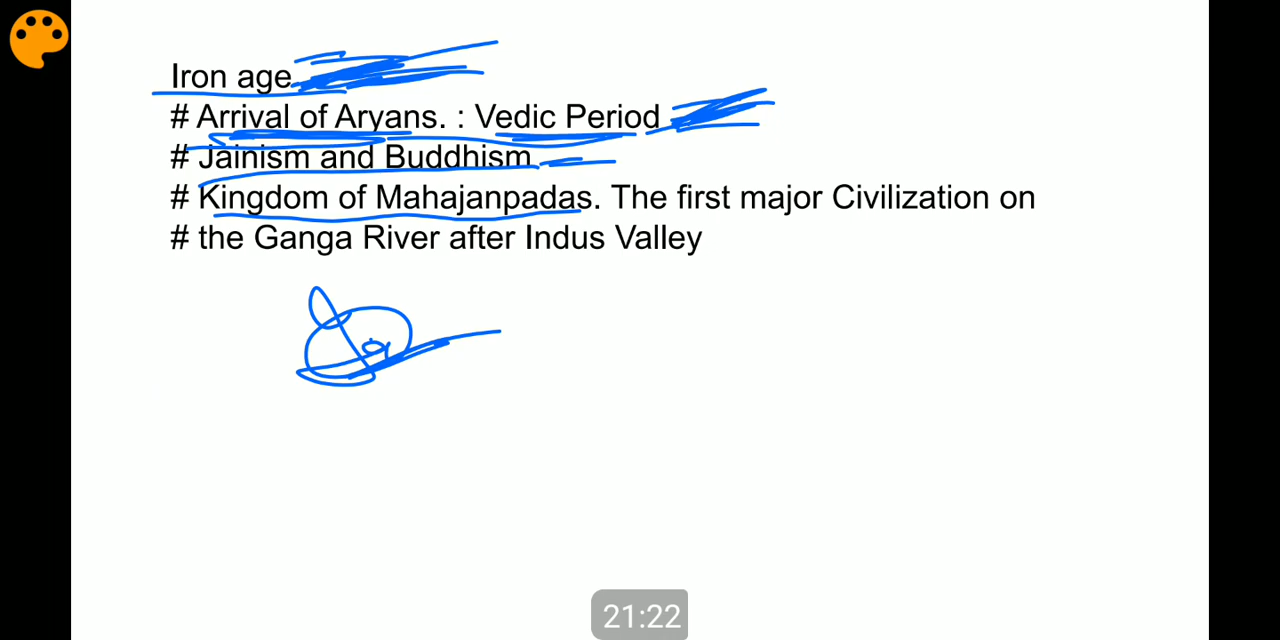 Iron age
# Arrival of Aryans. : Vedic Period
# Jainism and Buddhism
# Kingdom of Mahajanpadas. The first major Civilization on
# the Ganga River after Indus Valley
21:22